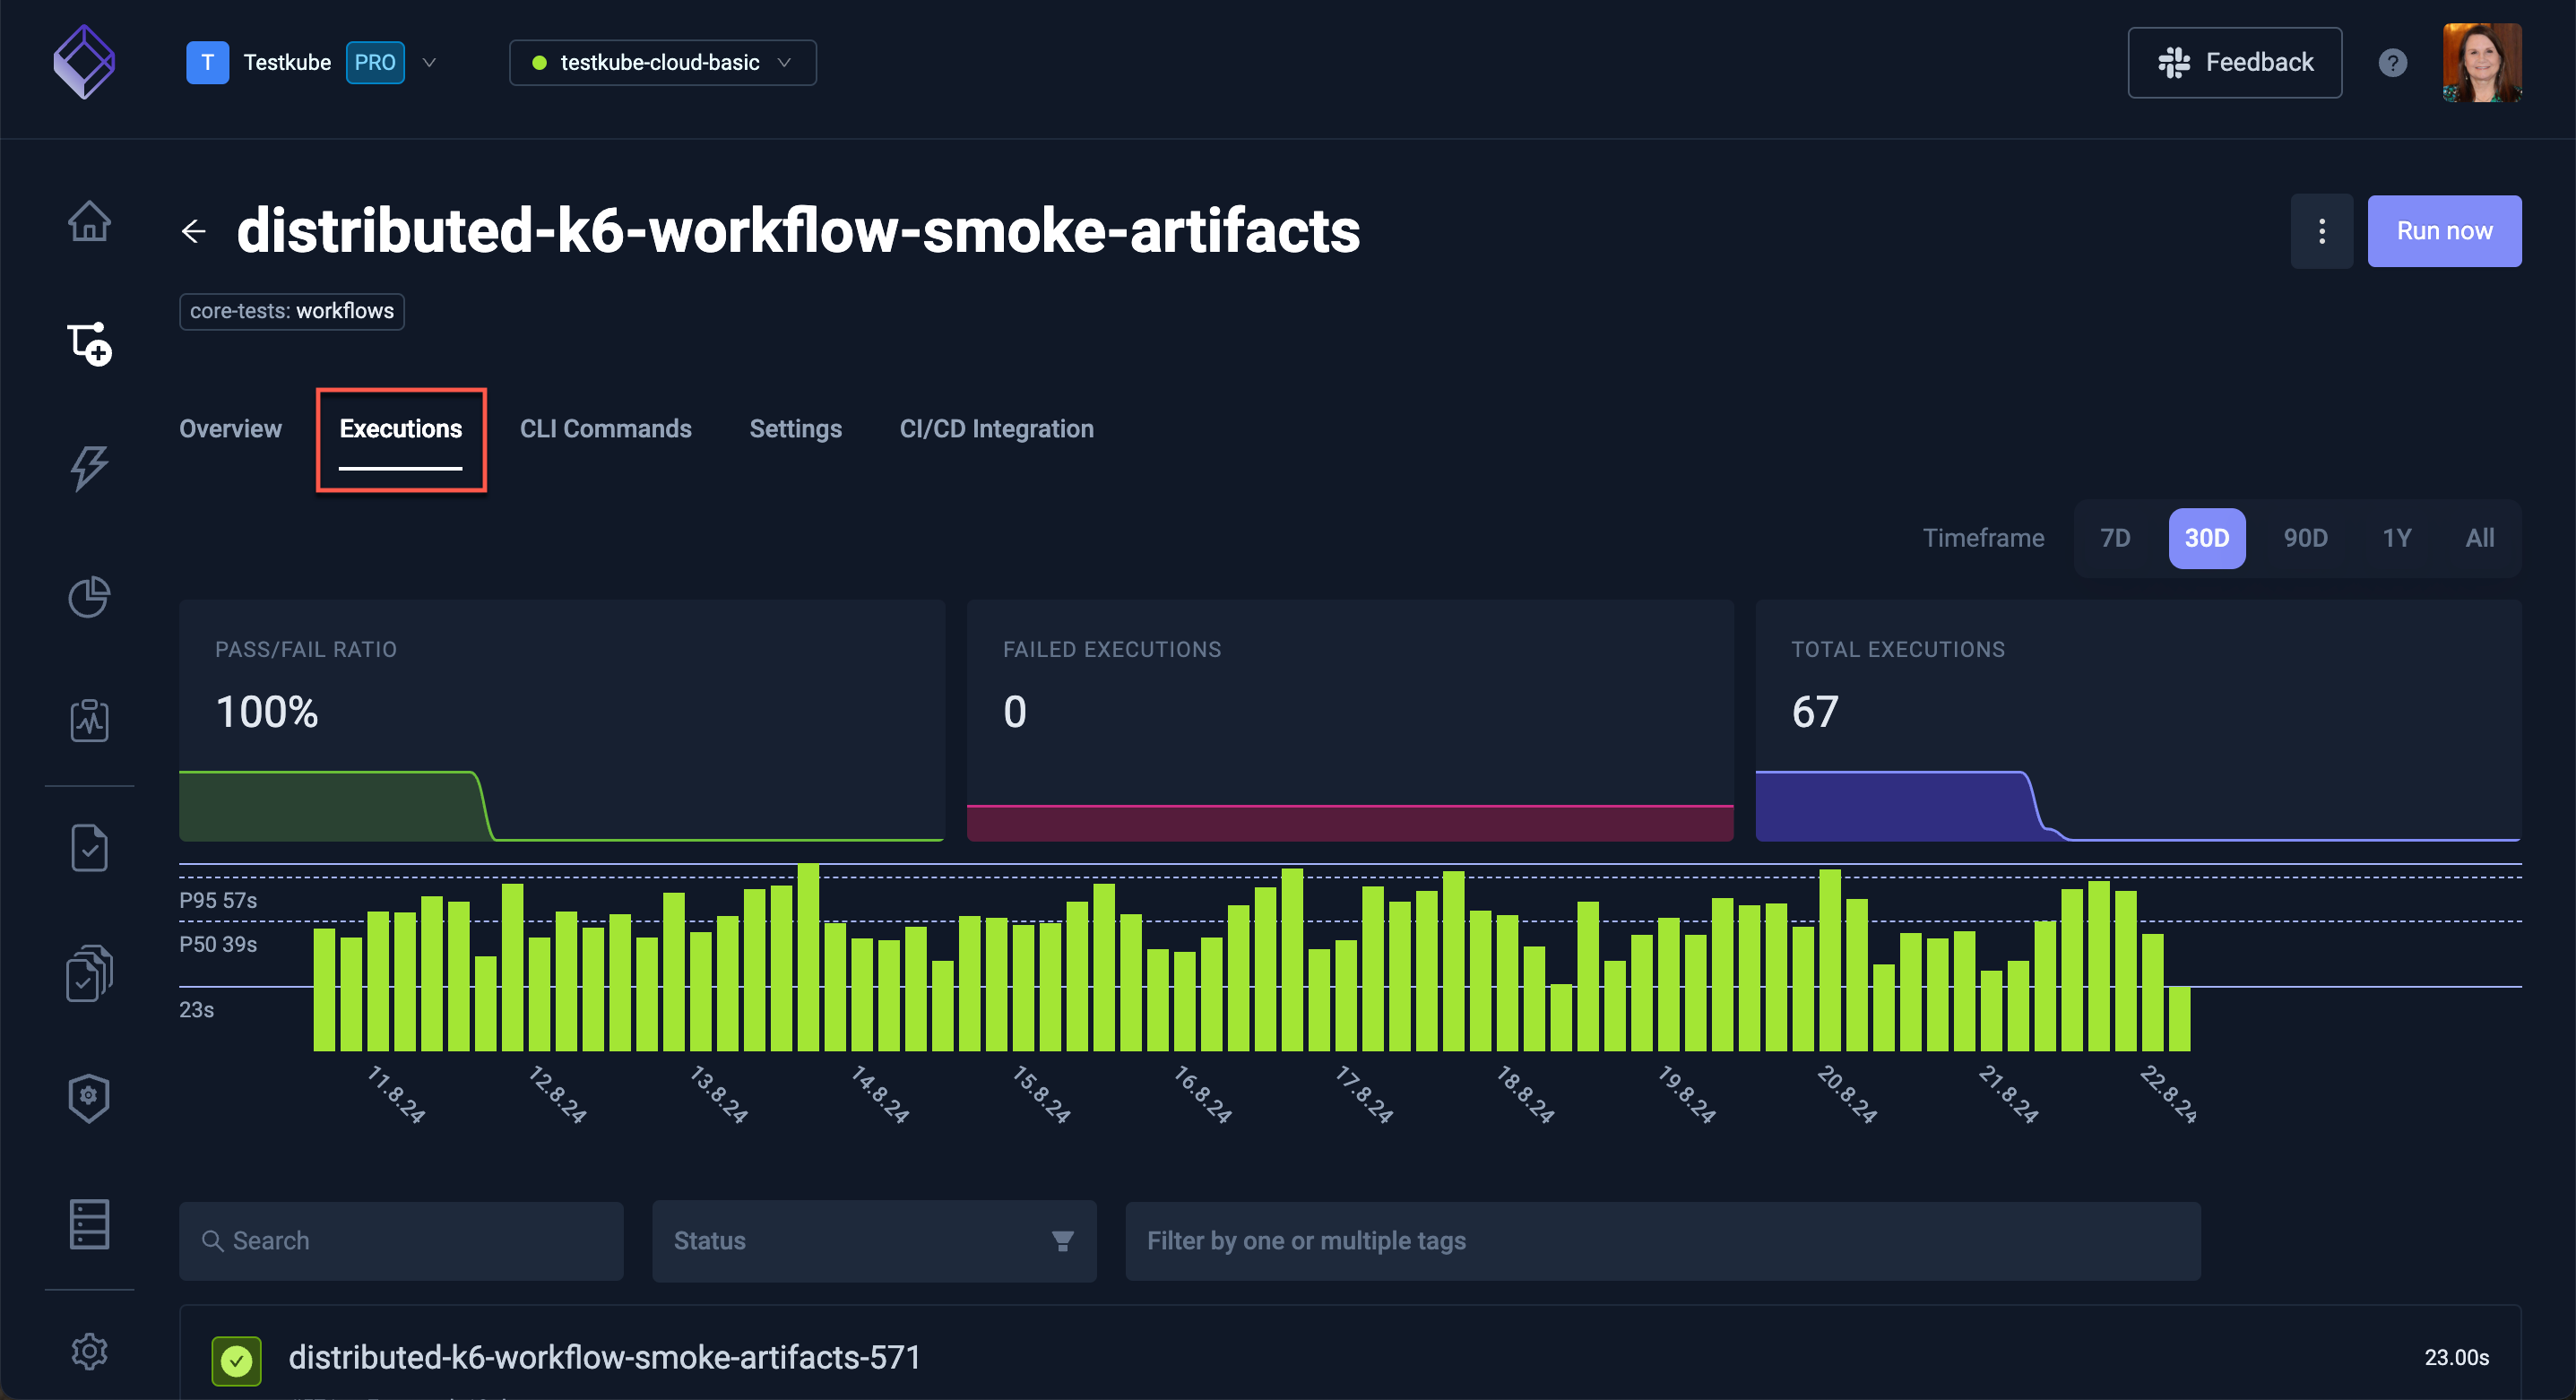 T Testkube PRO testkube-cloud-basic Feedback ?
distributed-k6-workflow-smoke-artifacts Run now
core-tests: workflows
Overview Executions CLI Commands Settings CI/CD Integration
Timeframe 7D 30D 90D 1Y All
PASS/FAIL RATIO
100%
FAILED EXECUTIONS
0
TOTAL EXECUTIONS
67
P95 57s
P50 39s
23s
11.8.24 12.8.24 13.8.24 14.8.24 15.8.24 16.8.24 17.8.24 18.8.24 19.8.24 20.8.24 21.8.24 22.8.24
Search Status Filter by one or multiple tags
distributed-k6-workflow-smoke-artifacts-571 23.00s